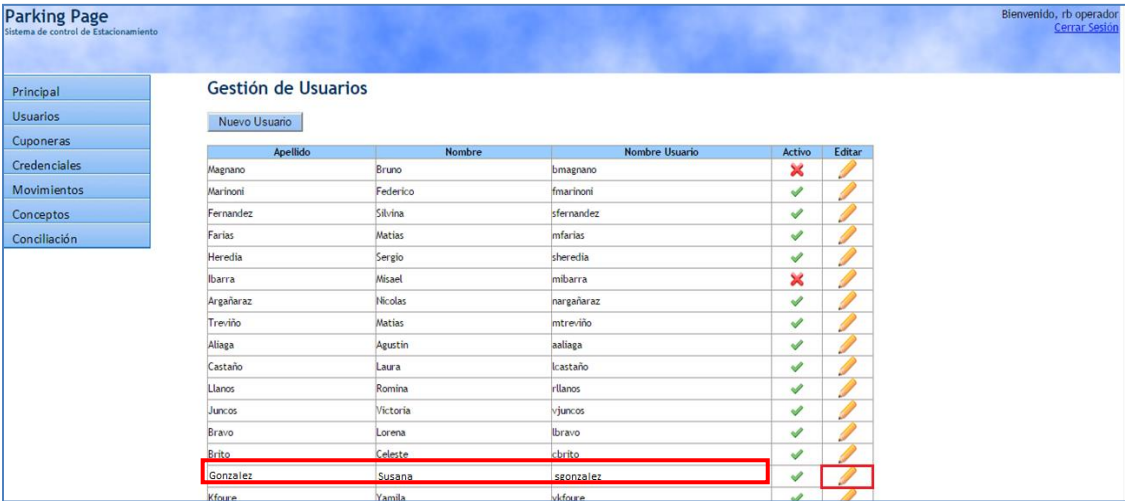 Parking Page
Sistema de control de Estacionamiento
Bienvenido, rb operador
Cerrar Sesión
Principal
Usuarios
Cuponeras
Credenciales
Movimientos
Conceptos
Conciliación
Gestión de Usuarios
Nuevo Usuario
Apellido Nombre Nombre Usuario Activo Editar
Magnano Bruno bmagnano
Marinoni Federico fmarinoni
Fernandez Silvina sfernandez
Farias Matias mfarias
Heredia Sergio sheredia
Ibarra Misael mibarra
Argañaraz Nicolas nargañaraz
Treviño Matias mtreviño
Aliaga Agustin aaliaga
Castaño Laura lcastaño
Llanos Romina rllanos
Juncos Victoria vjuncos
Bravo Lorena lbravo
Brito Celeste cbrito
Gonzalez Susana sgonzalez
Kfoure Yamila ykfoure